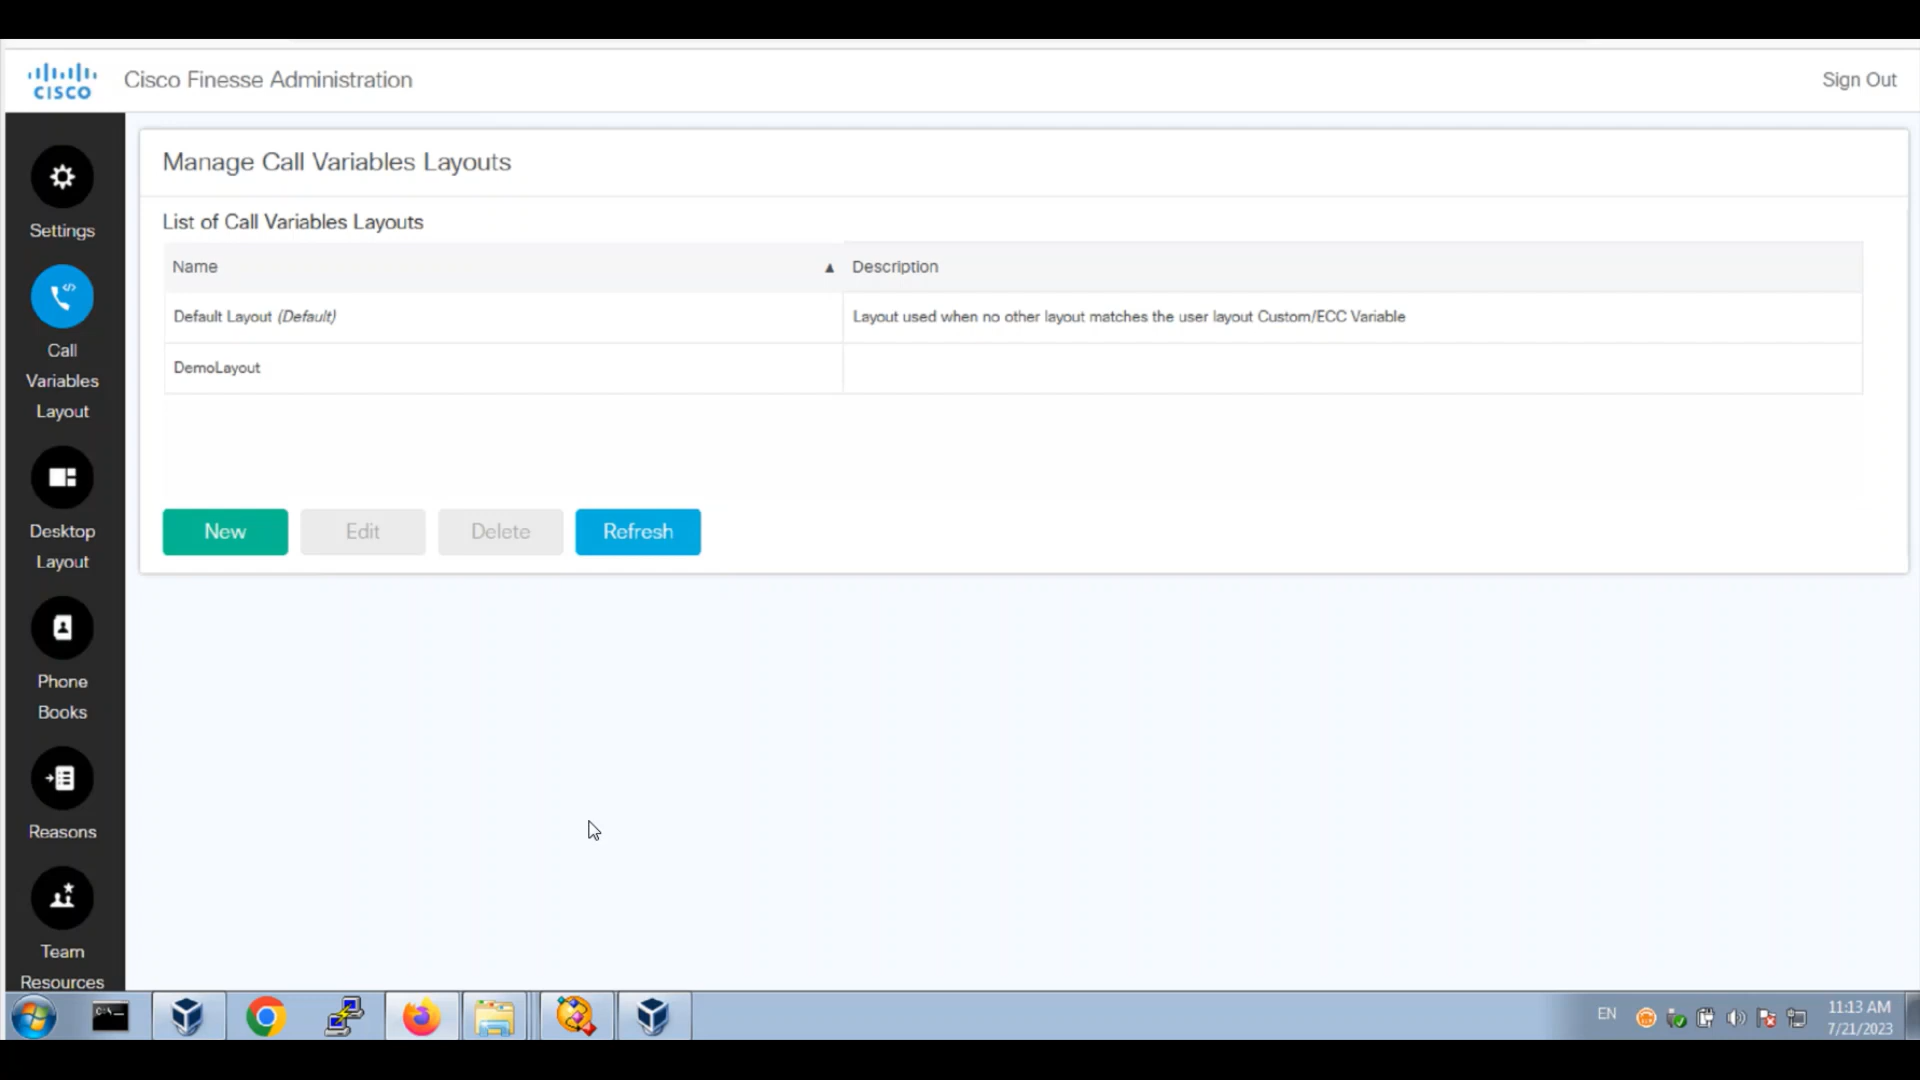 CISCO
Cisco Finesse Administration
Sign Out
Settings
Call
Variables
Layout
Desktop
Layout
Phone
Books
Reasons
Team
Resources
Manage Call Variables Layouts
List of Call Variables Layouts
Name ▲ Description
Default Layout (Default) Layout used when no other layout matches the user layout Custom/ECC Variable
DemoLayout
New Edit Delete Refresh
EN
11:13 AM
7/21/2023